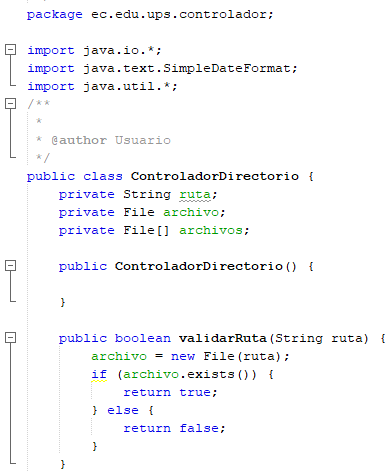 package ec.edu.ups.controlador;
import java.io.*;
import java.text.SimpleDateFormat;
import java.util.*;
/**
 *
 * @author Usuario
 */
public class ControladorDirectorio {
    private String ruta;
    private File archivo;
    private File[] archivos;
    public ControladorDirectorio() {
    }
    public boolean validarRuta(String ruta) {
        archivo = new File(ruta);
        if (archivo.exists()) {
            return true;
        } else {
            return false;
        }
    }